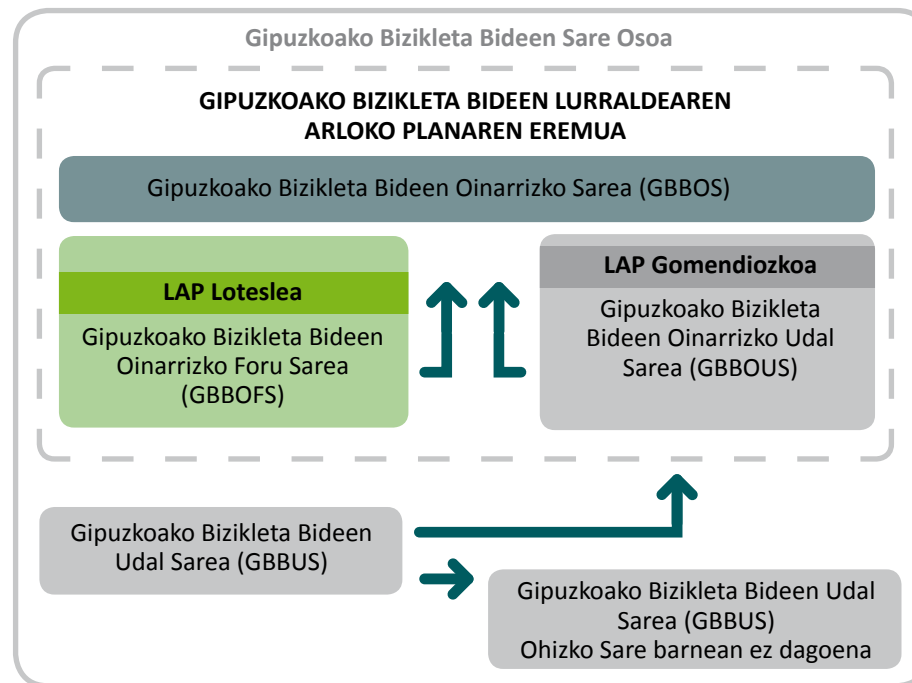 Gipuzkoako Bizikleta Bideen Sare Osoa
GIPUZKOAKO BIZIKLETA BIDEEN LURRALDEAREN
ARLOKO PLANAREN EREMUA
Gipuzkoako Bizikleta Bideen Oinarrizko Sarea (GBBOS)
LAP Loteslea
Gipuzkoako Bizikleta Bideen
Oinarrizko Foru Sarea
(GBBOFS)
LAP Gomendiozkoa
Gipuzkoako Bizikleta
Bideen Oinarrizko Udal
Sarea (GBBOUS)
Gipuzkoako Bizikleta Bideen
Udal Sarea (GBBUS)
Gipuzkoako Bizikleta Bideen Udal
Sarea (GBBUS)
Ohizko Sare barnean ez dagoena